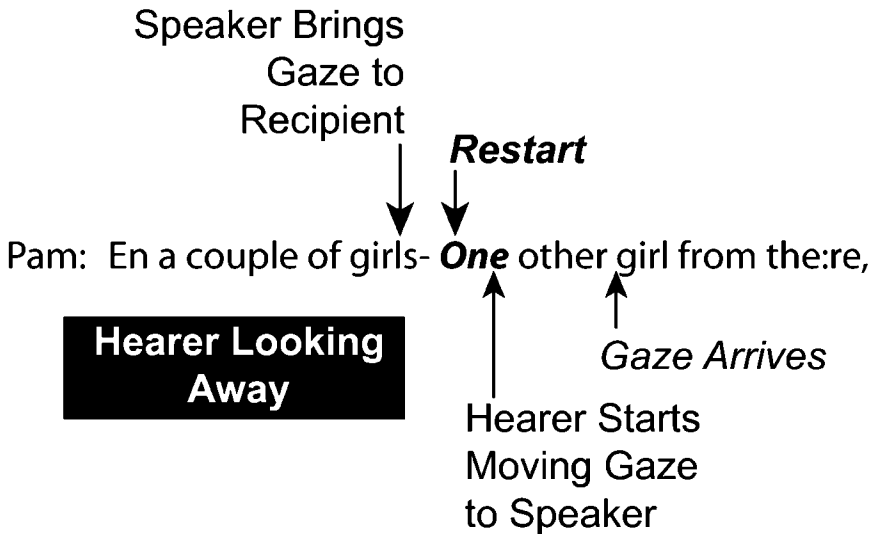 Speaker Brings
Gaze to
Recipient
Restart
Pam: En a couple of girls- One other girl from the:re,
Hearer Looking
Away
Gaze Arrives
Hearer Starts
Moving Gaze
to Speaker